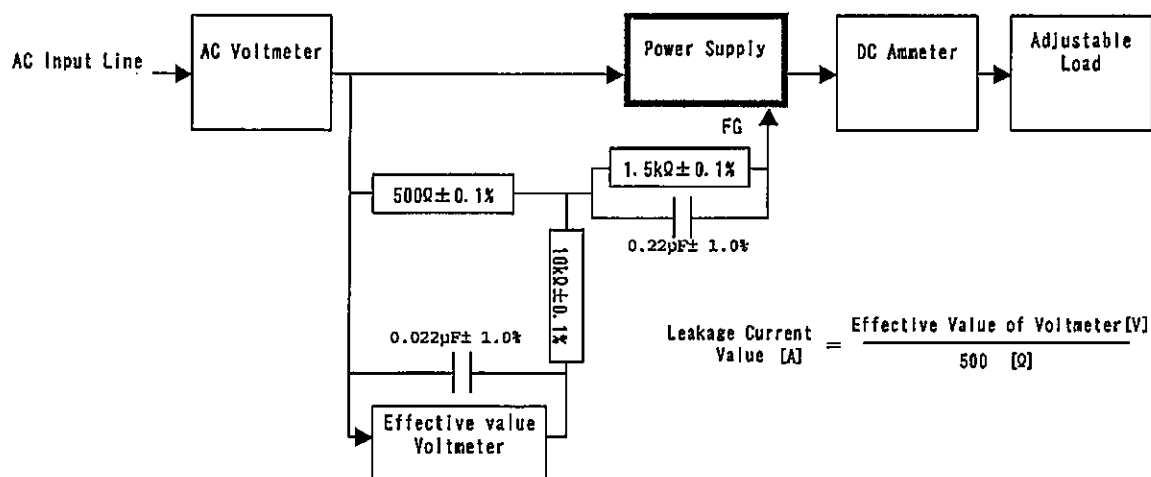 AC Input Line
AC Voltmeter
Power Supply
DC Ammeter
Adjustable
Load
FG
500Ω±0.1%
1.5kΩ±0.1%
0.22μF± 1.0%
10kΩ±0.1%
0.022μF± 1.0%
Effective value
Voltmeter
Leakage Current
Value [A]
=
Effective Value of Voltmeter[V]
500 [Ω]